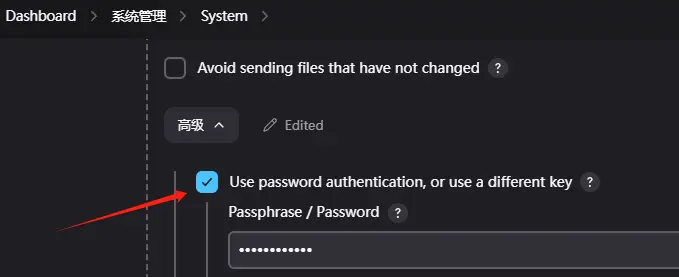 Dashboard > 系统管理 > System >
Avoid sending files that have not changed ?
高级 Edited
Use password authentication, or use a different key ?
Passphrase / Password ?
••••••••••••